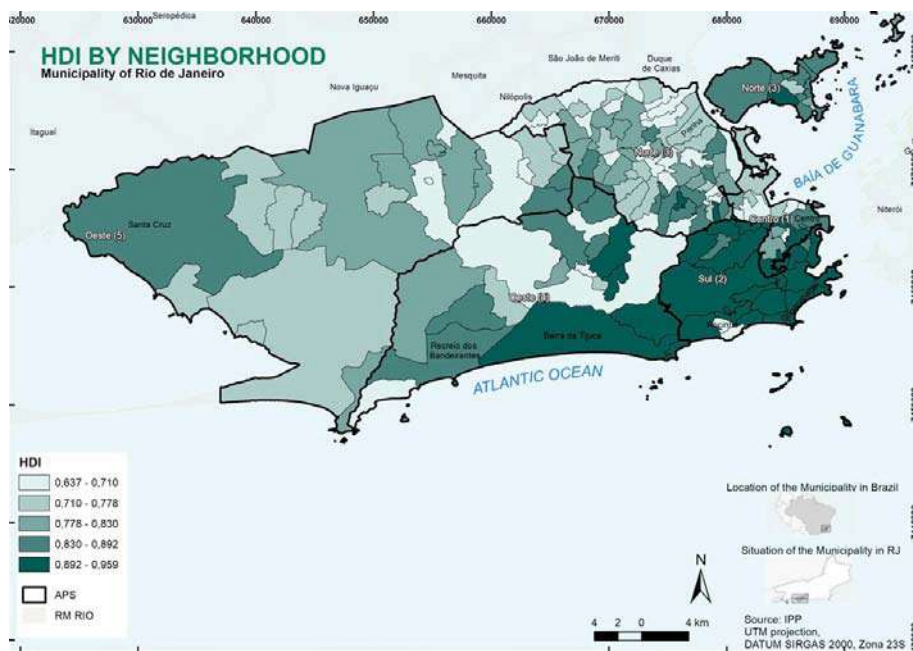 Seropédica
620000 630000 640000 650000 660000 670000 680000 690000
HDI BY NEIGHBORHOOD
Municipality of Rio de Janeiro
São João de Meriti
Duque
de Caxias
Mesquita
Nova Iguaçu
Nilópolis
Norte (3)
Itaguaí
Penha
BAÍA DE GUANABARA
Niterói
Santa Cruz
Oeste (5)
Centro (1)
Centro
Sul (2)
Recreio dos
Bandeirantes
Barra da Tijuca
ATLANTIC OCEAN
HDI
0,637 - 0,710
0,710 - 0,778
0,778 - 0,830
0,830 - 0,892
0,892 - 0,959
APS
RM RIO
Location of the Municipality in Brazil
Situation of the Municipality in RJ
N
4 2 0 4 km
Source: IPP
UTM projection,
DATUM SIRGAS 2000, Zona 23S